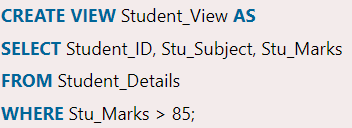 CREATE VIEW Student_View AS
SELECT Student_ID, Stu_Subject, Stu_Marks
FROM Student_Details
WHERE Stu_Marks > 85;